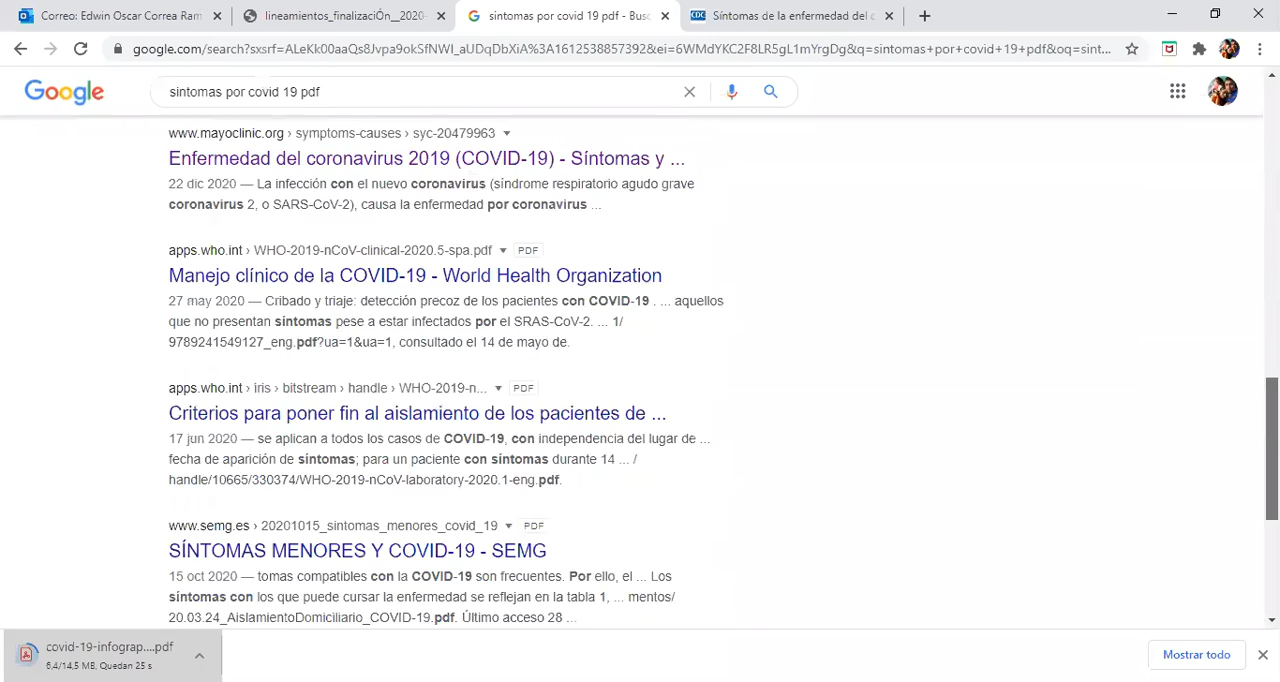 Correo: Edwin Oscar Correa Ram
lineamientos_finalizaciÓn__2020-
sintomas por covid 19 pdf - Busc
CDC
Síntomas de la enfermedad del c
google.com/search?sxsrf=ALeKk00aaQs8Jvpa9okSfNWI_aUDqDbXiA%3A1612538857392&ei=6WMdYKC2F8LR5gL1mYrgDg&q=sintomas+por+covid+19+pdf&oq=sint...
Google
sintomas por covid 19 pdf
www.mayoclinic.org › symptoms-causes › syc-20479963
Enfermedad del coronavirus 2019 (COVID-19) - Síntomas y ...
22 dic 2020 — La infección con el nuevo coronavirus (síndrome respiratorio agudo grave
coronavirus 2, o SARS-CoV-2), causa la enfermedad por coronavirus ...
apps.who.int › WHO-2019-nCoV-clinical-2020.5-spa.pdf PDF
Manejo clínico de la COVID-19 - World Health Organization
27 may 2020 — Cribado y triaje: detección precoz de los pacientes con COVID-19 . ... aquellos
que no presentan síntomas pese a estar infectados por el SRAS-CoV-2. ... 1/
9789241549127_eng.pdf?ua=1&ua=1, consultado el 14 de mayo de.
apps.who.int › iris › bitstream › handle › WHO-2019-n... PDF
Criterios para poner fin al aislamiento de los pacientes de ...
17 jun 2020 — se aplican a todos los casos de COVID-19, con independencia del lugar de ...
fecha de aparición de síntomas; para un paciente con síntomas durante 14 ... /
handle/10665/330374/WHO-2019-nCoV-laboratory-2020.1-eng.pdf.
www.semg.es › 20201015_sintomas_menores_covid_19 PDF
SÍNTOMAS MENORES Y COVID-19 - SEMG
15 oct 2020 — tomas compatibles con la COVID-19 son frecuentes. Por ello, el ... Los
síntomas con los que puede cursar la enfermedad se reflejan en la tabla 1, ... mentos/
20.03.24_AislamientoDomiciliario_COVID-19.pdf. Último acceso 28 ...
covid-19-infograp....pdf
6,4/14,5 MB, Quedan 25 s
Mostrar todo